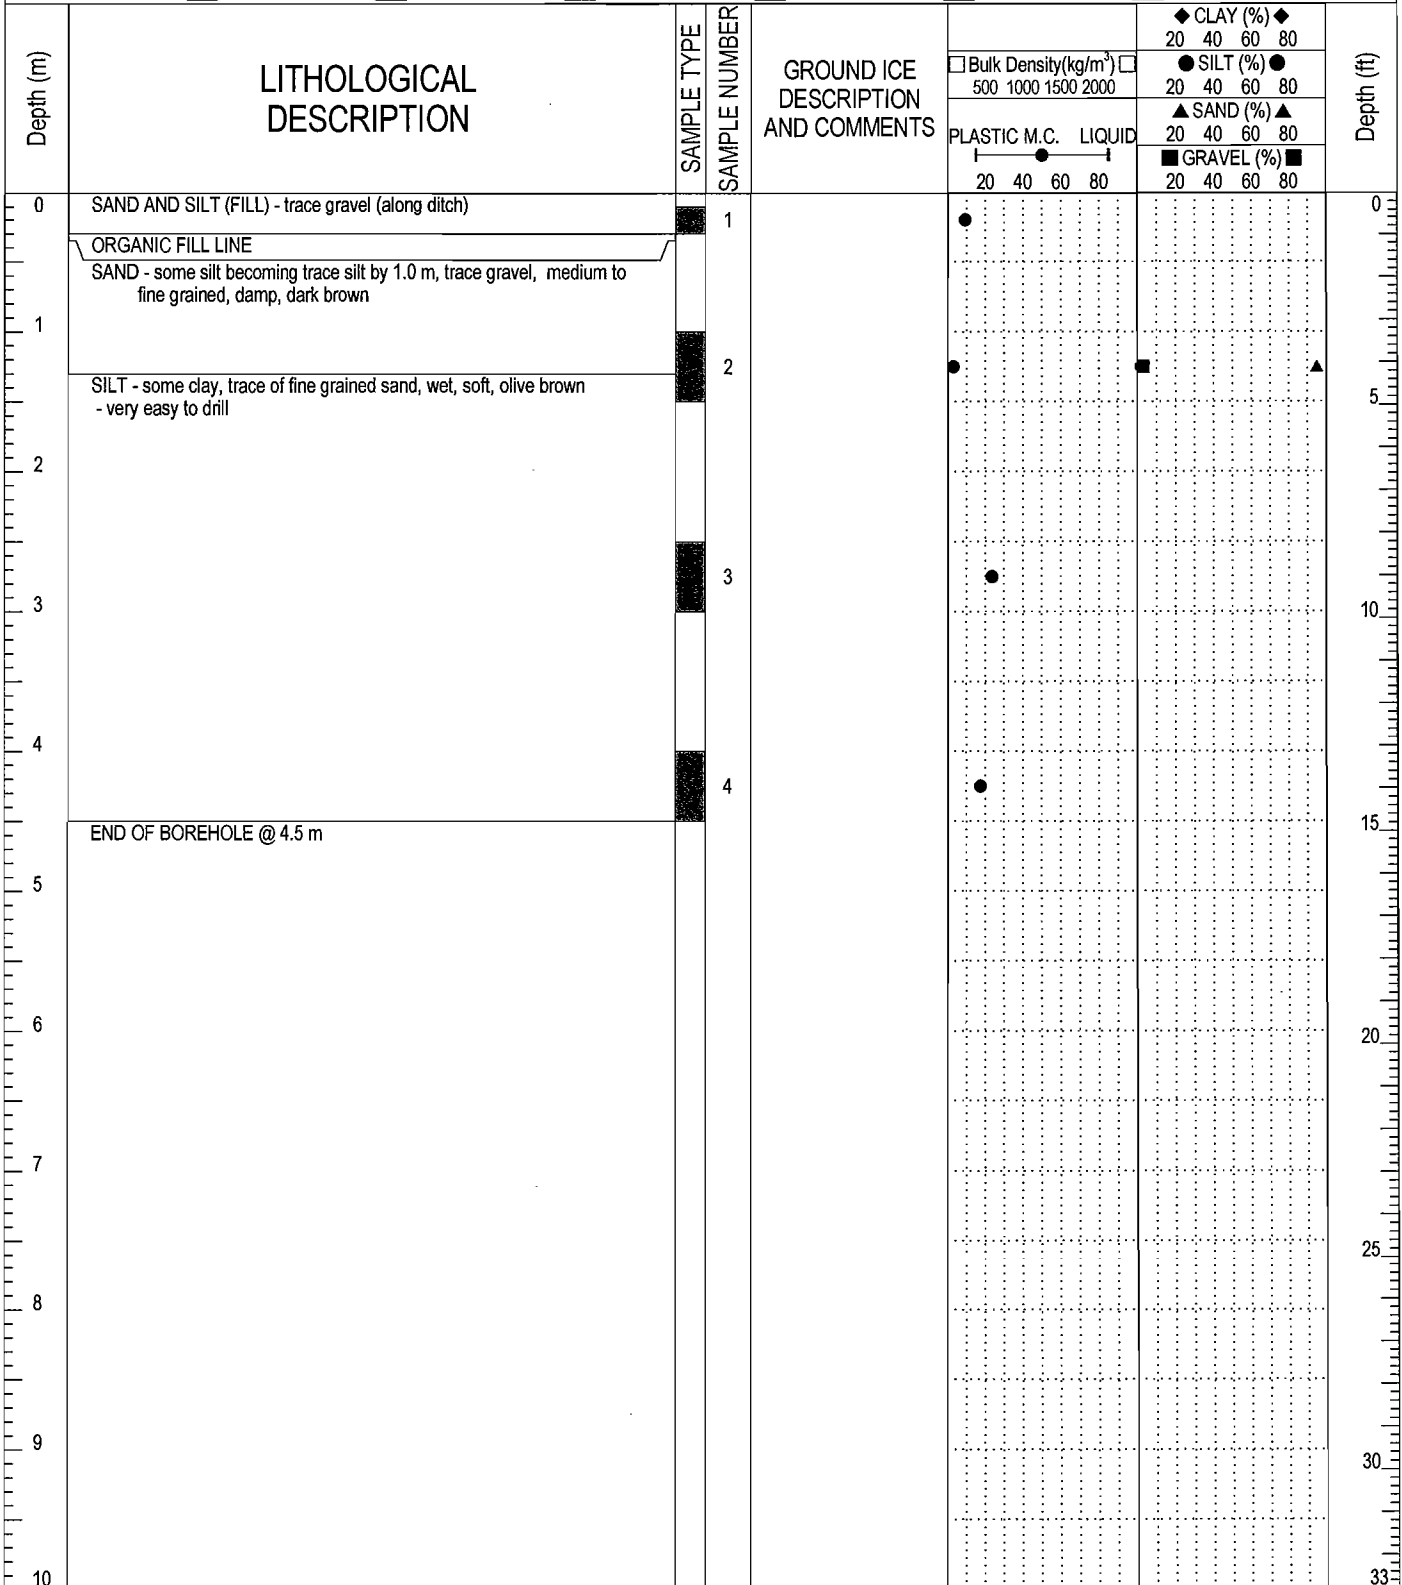 Depth (m)
LITHOLOGICAL
DESCRIPTION
SAMPLE TYPE
SAMPLE NUMBER
GROUND ICE
DESCRIPTION
AND COMMENTS
□ Bulk Density(kg/m³) □
500 1000 1500 2000
PLASTIC M.C. LIQUID
20 40 60 80
◆ CLAY (%) ◆
20 40 60 80
● SILT (%) ●
20 40 60 80
▲ SAND (%) ▲
20 40 60 80
■ GRAVEL (%) ■
20 40 60 80
Depth (ft)
0
SAND AND SILT (FILL) - trace gravel (along ditch)
1
0
ORGANIC FILL LINE
SAND - some silt becoming trace silt by 1.0 m, trace gravel, medium to
fine grained, damp, dark brown
1
2
SILT - some clay, trace of fine grained sand, wet, soft, olive brown
- very easy to drill
5
2
3
3
10
4
4
END OF BOREHOLE @ 4.5 m
15
5
6
20
7
25
8
9
30
10
33